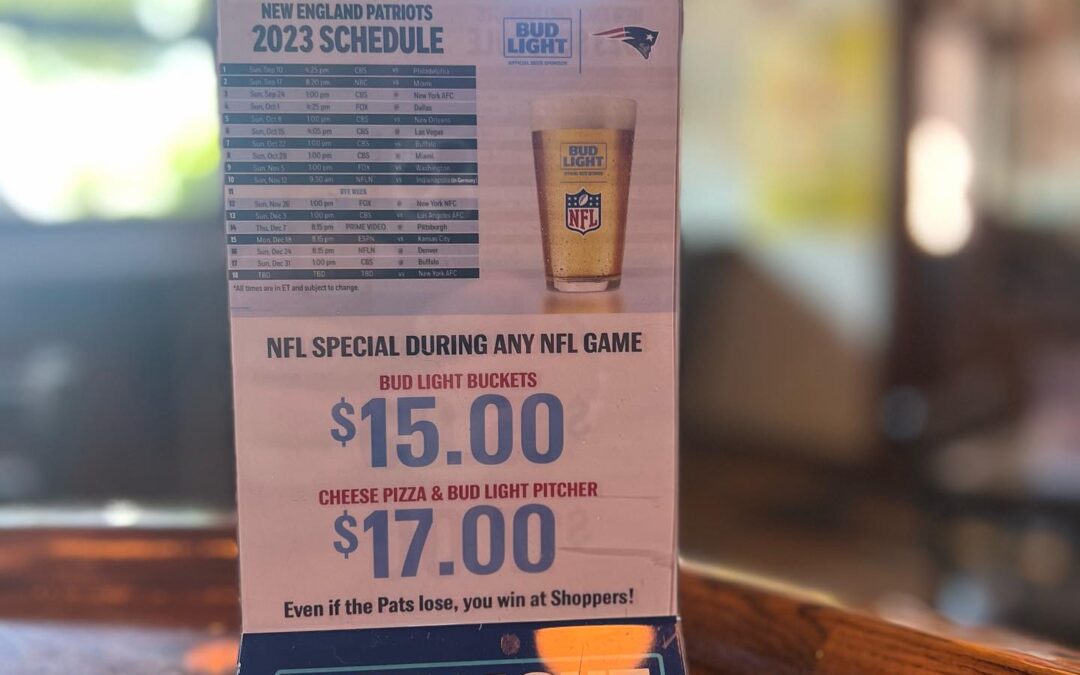 NEW ENGLAND PATRIOTS
2023 SCHEDULE
BUD
LIGHT
OFFICIAL BEER SPONSOR
1 Sun, Sep 10 4:25 pm CBS vs Philadelphia
2 Sun, Sep 17 8:20 pm NBC vs Miami
3 Sun, Sep 24 1:00 pm CBS @ New York AFC
4 Sun, Oct 1 4:25 pm FOX @ Dallas
5 Sun, Oct 8 1:00 pm CBS vs New Orleans
6 Sun, Oct 15 4:05 pm CBS @ Las Vegas
7 Sun, Oct 22 1:00 pm CBS vs Buffalo
8 Sun, Oct 29 1:00 pm CBS @ Miami
9 Sun, Nov 5 1:00 pm FOX vs Washington
10 Sun, Nov 12 9:30 am NFLN vs Indianapolis (in Germany)
11 BYE WEEK
12 Sun, Nov 26 1:00 pm FOX @ New York NFC
13 Sun, Dec 3 1:00 pm CBS vs Los Angeles AFC
14 Thu, Dec 7 8:15 pm PRIME VIDEO @ Pittsburgh
15 Mon, Dec 18 8:15 pm ESPN vs Kansas City
16 Sun, Dec 24 8:15 pm NFLN @ Denver
17 Sun, Dec 31 1:00 pm CBS @ Buffalo
18 TBD TBD TBD vs New York AFC
*All times are in ET and subject to change.
BUD
LIGHT
NFL
NFL SPECIAL DURING ANY NFL GAME
BUD LIGHT BUCKETS
$15.00
CHEESE PIZZA & BUD LIGHT PITCHER
$17.00
Even if the Pats lose, you win at Shoppers!